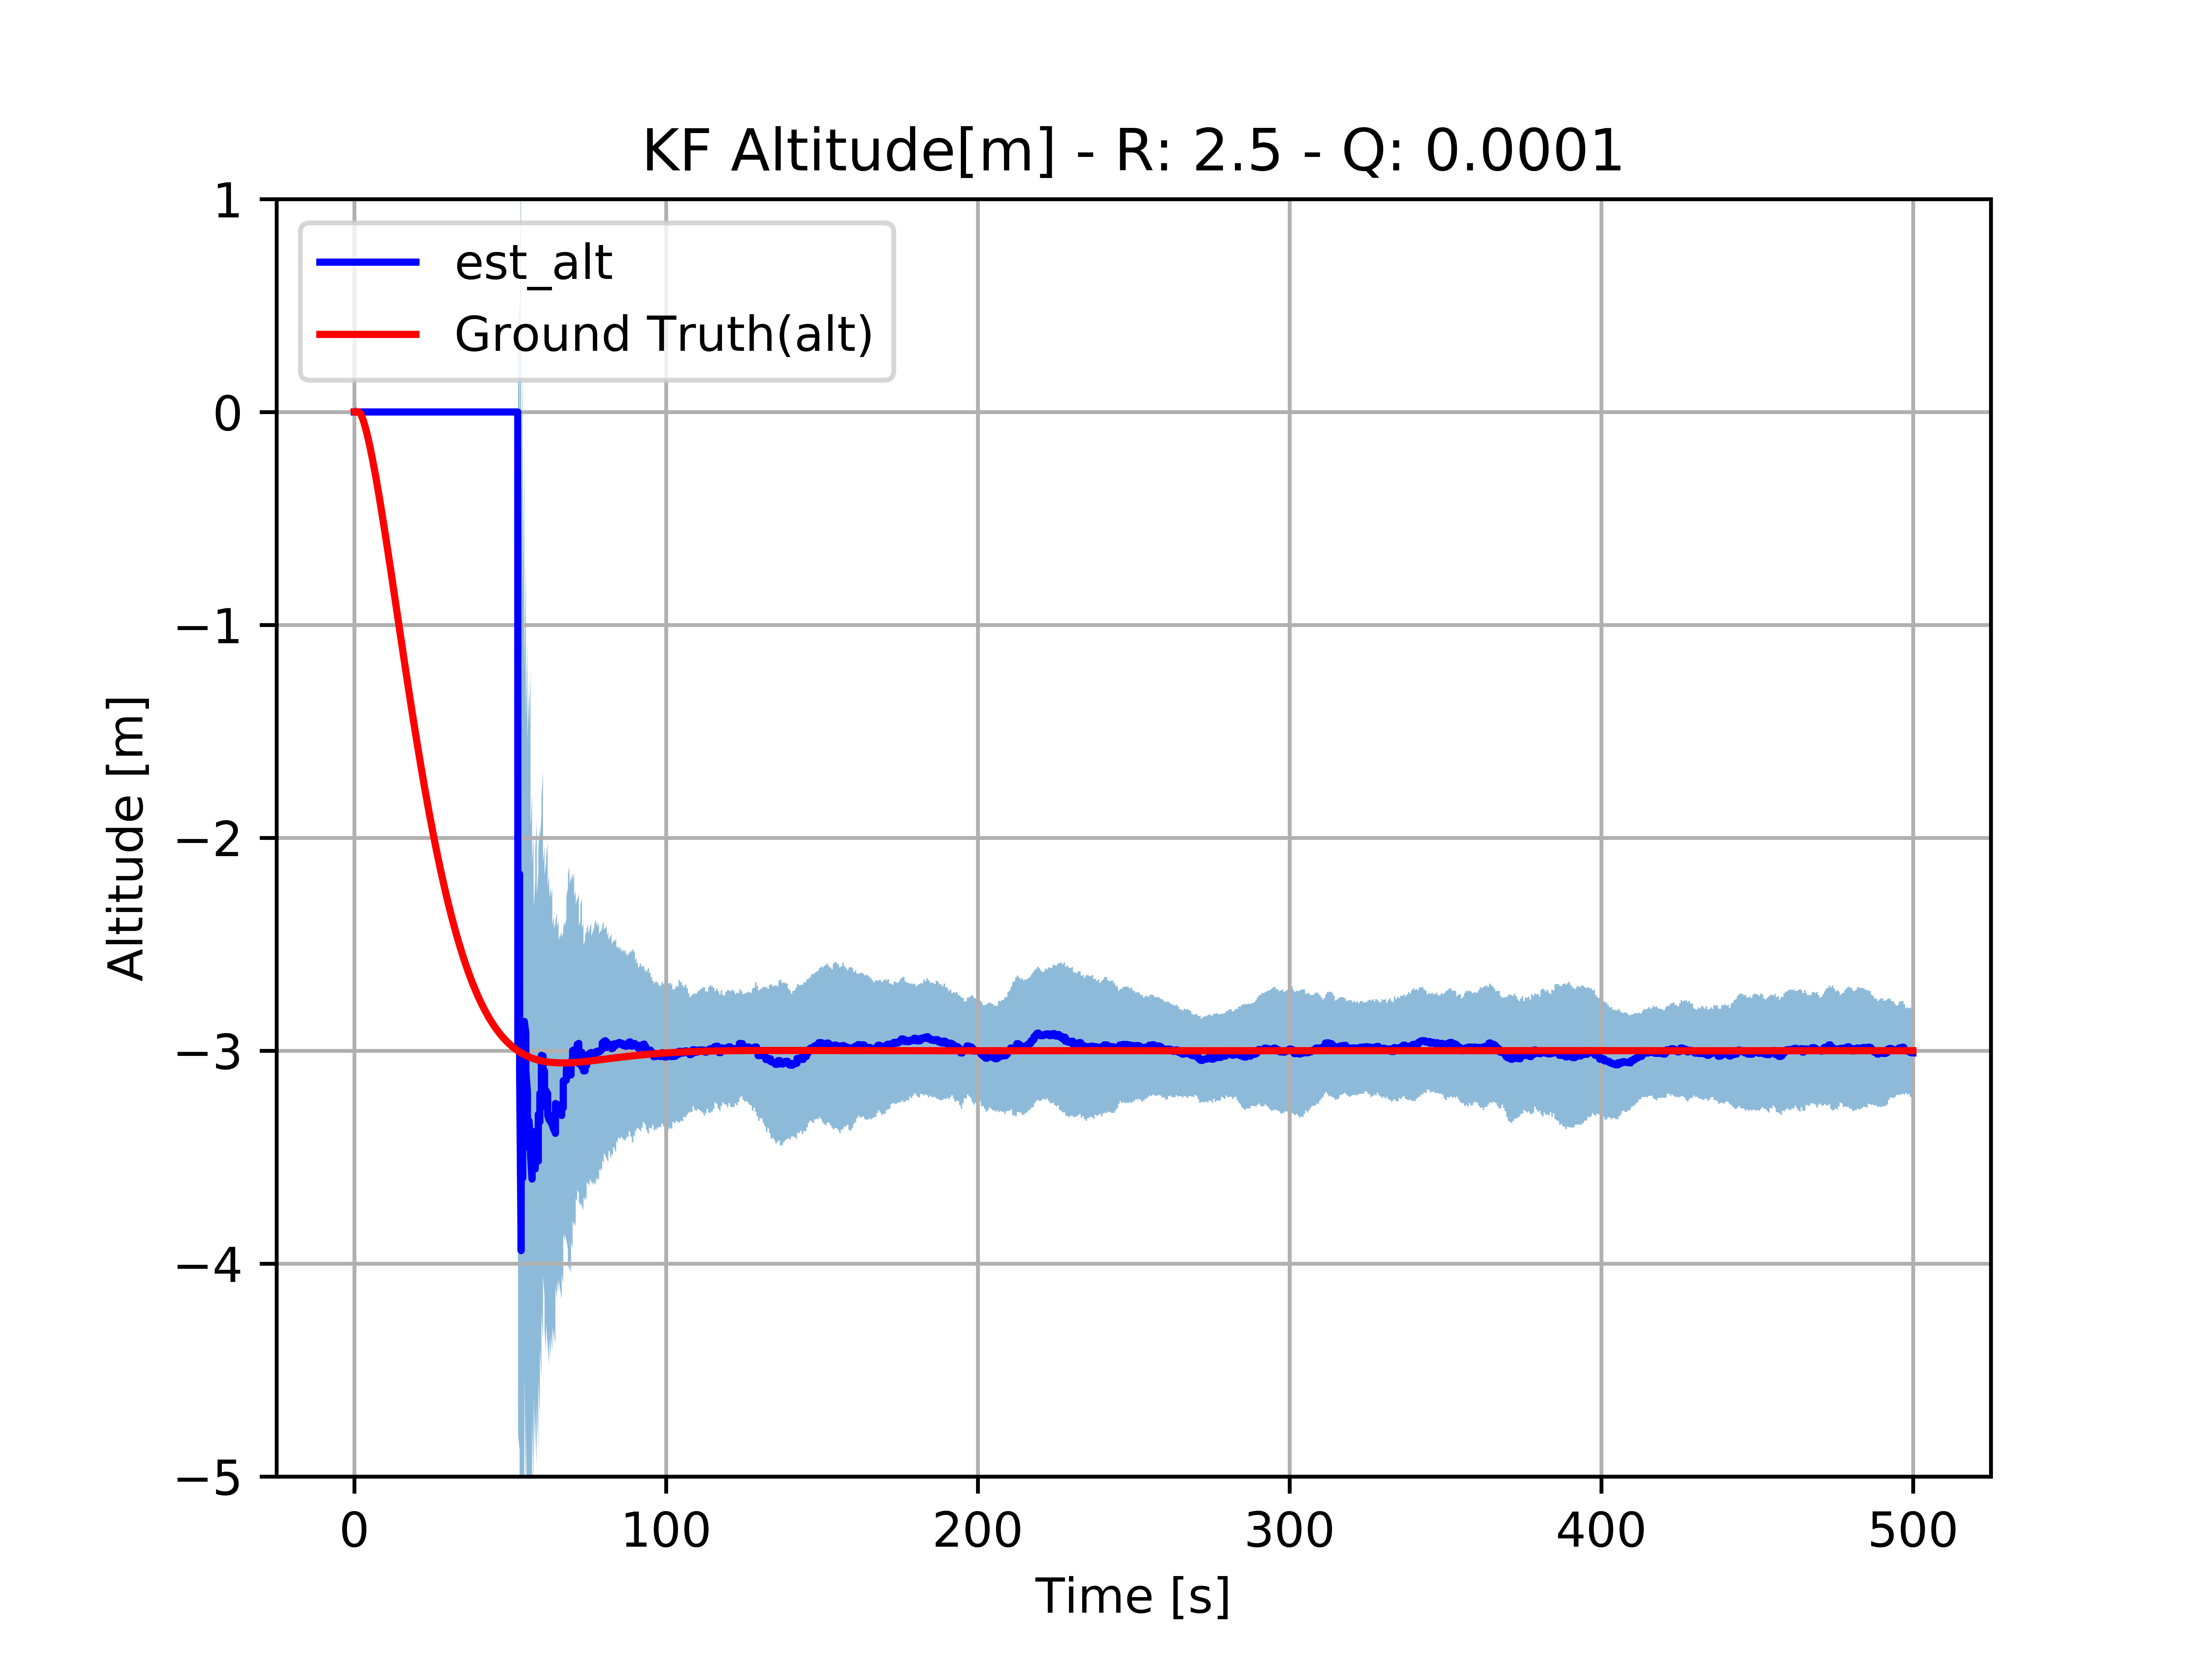 KF Altitude[m] - R: 2.5 - Q: 0.0001
1
est_alt
Ground Truth(alt)
0
−1
−2
−3
−4
−5
Altitude [m]
0 100 200 300 400 500
Time [s]